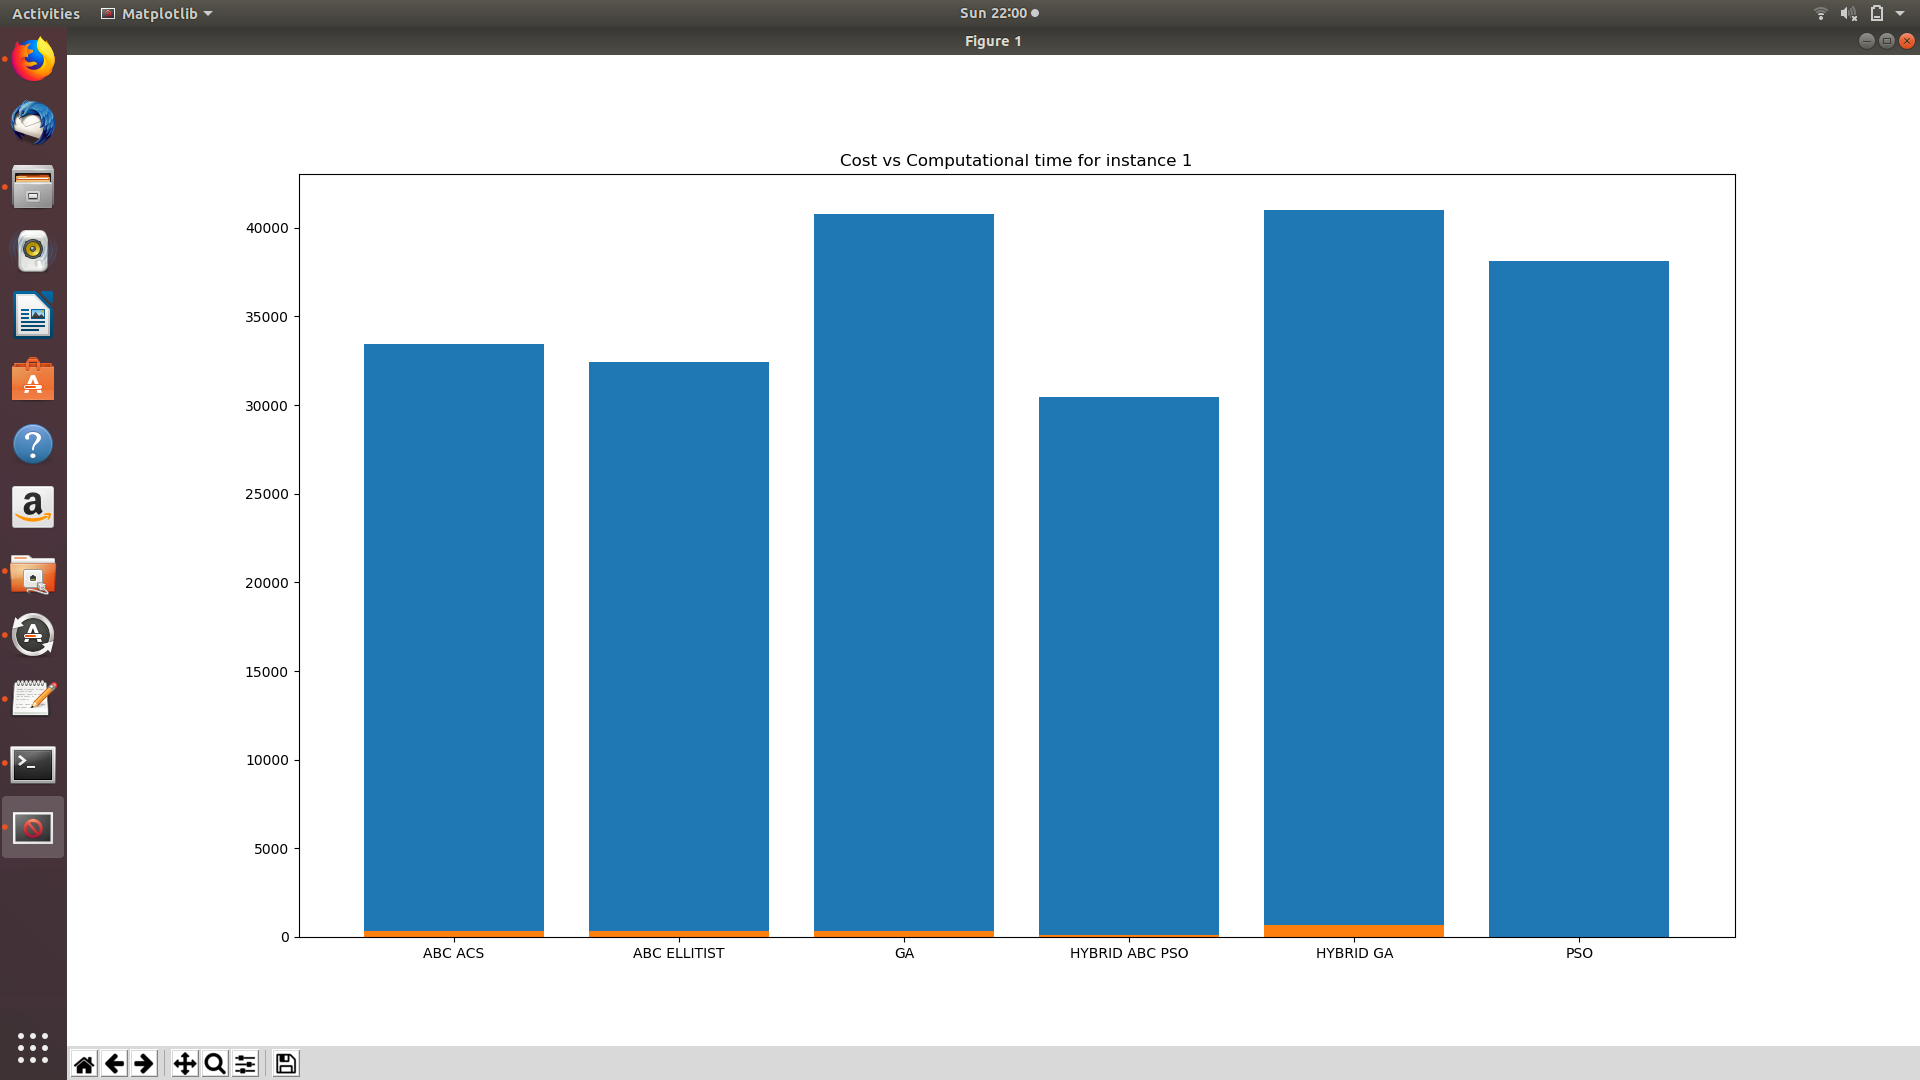 Activities Matplotlib Sun 22:00
Figure 1
Cost vs Computational time for instance 1
40000
35000
30000
25000
20000
15000
10000
5000
0
ABC ACS ABC ELLITIST GA HYBRID ABC PSO HYBRID GA PSO